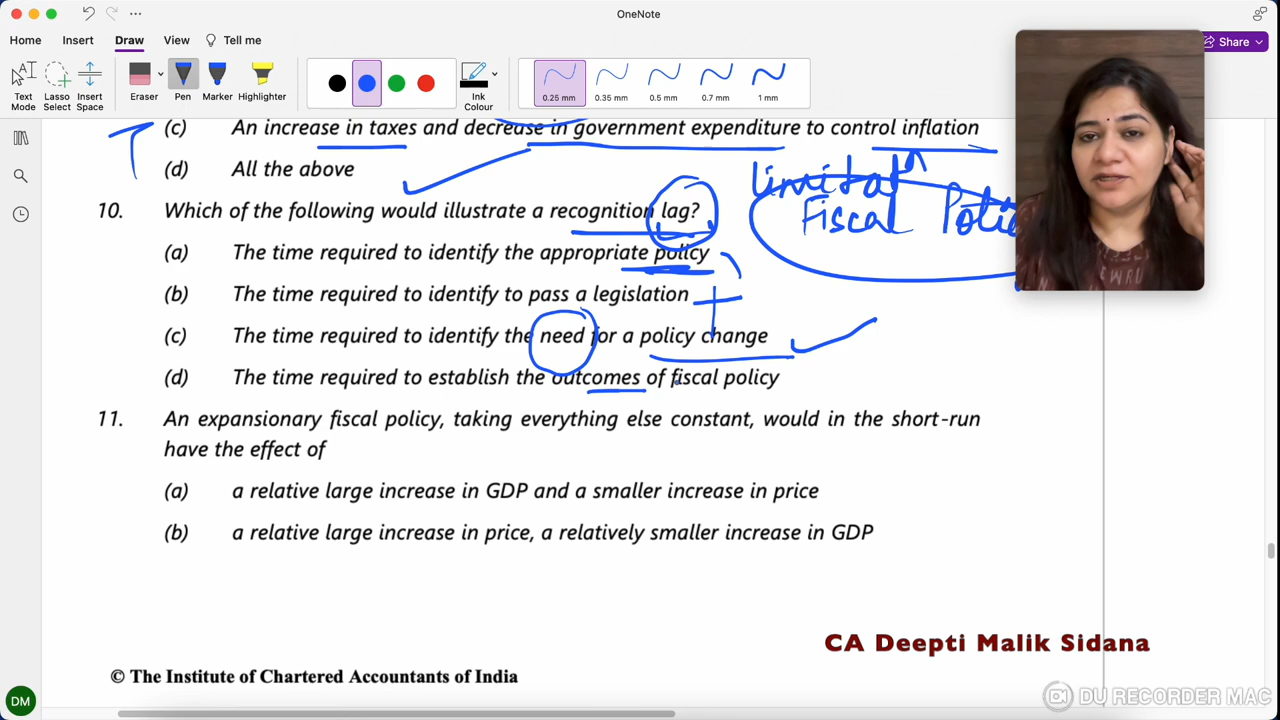 OneNote
Home Insert Draw View Tell me
Share
Text Mode
Lasso Select
Insert Space
Eraser
Pen
Marker
Highlighter
Ink Colour
0.25 mm 0.35 mm 0.5 mm 0.7 mm 1 mm
(c) An increase in taxes and decrease in government expenditure to control inflation
(d) All the above
limitatn
Fiscal
10. Which of the following would illustrate a recognition lag?
(a) The time required to identify the appropriate policy
(b) The time required to identify to pass a legislation
(c) The time required to identify the need for a policy change
(d) The time required to establish the outcomes of fiscal policy
11. An expansionary fiscal policy, taking everything else constant, would in the short-run
have the effect of
(a) a relative large increase in GDP and a smaller increase in price
(b) a relative large increase in price, a relatively smaller increase in GDP
CA Deepti Malik Sidana
© The Institute of Chartered Accountants of India
DM
DU RECORDER MAC